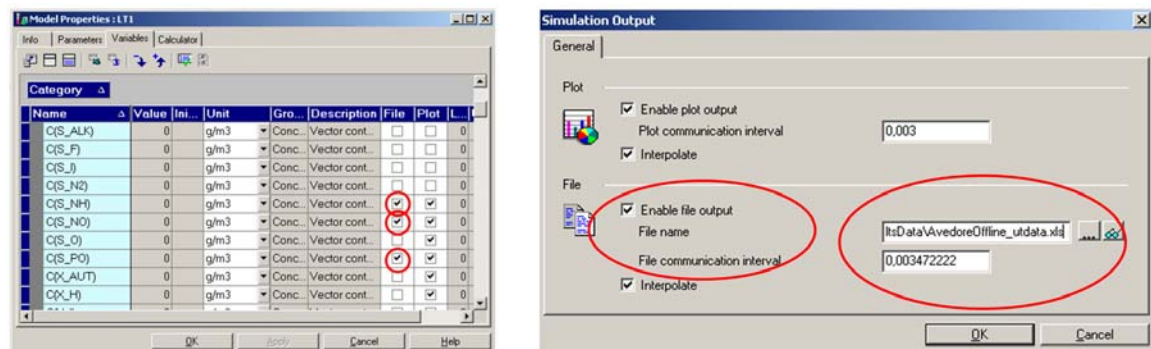 Model Properties : LT1
Info Parameters Variables Calculator
Category
Name Value Ini... Unit Gro... Description File Plot L...
C(S_ALK) 0 g/m3 Conc... Vector cont...
0
C(S_F) 0 g/m3 Conc... Vector cont... 0
C(S_I) 0 g/m3 Conc... Vector cont... 0
C(S_N2) 0 g/m3 Conc... Vector cont... 0
C(S_NH) 0 g/m3 Conc... Vector cont... 0
C(S_NO) 0 g/m3 Conc... Vector cont... 0
C(S_O) 0 g/m3 Conc... Vector cont... 0
C(S_PO) 0 g/m3 Conc... Vector cont... 0
C(X_AUT) 0 g/m3 Conc... Vector cont... 0
C(X_H) 0 g/m3 Conc... Vector cont... 0
OK Apply Cancel Help
Simulation Output
General
Plot
Enable plot output
Plot communication interval 0,003
Interpolate
File
Enable file output
File name ltsData\AvedoreOffline_utdata.xls ...
File communication interval 0,003472222
Interpolate
OK Cancel